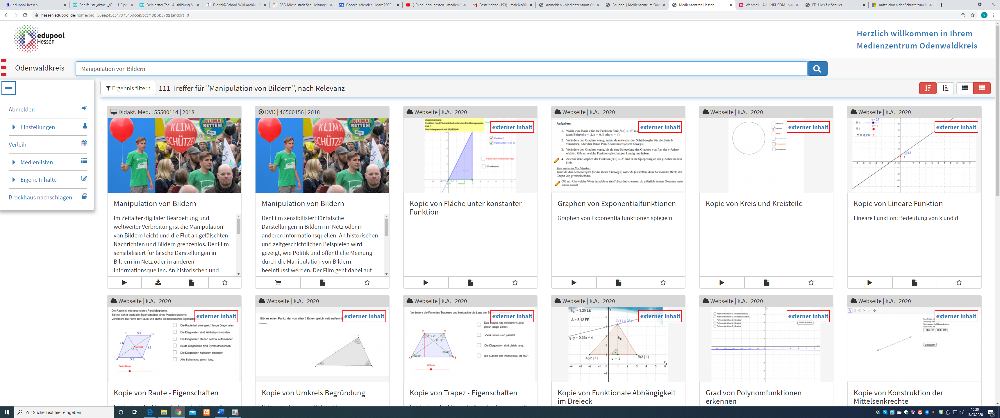 edupool-hessen
Berufeliste_aktuell_62-1-1-2.pd
Dein erster Tag | Ausbildung &
Digital@School-Wiki Archiv - D
BSO Michelstadt Schulleitungst
Google Kalender - März 2020
(19) edupool hessen - medienb
Posteingang (193) - maleika8@
Anmelden ‹ Medienzentrum O
Edupool | Medienzentrum Ode
Medienzentren Hessen
Webmail - ALL-INKL.COM - y.m
EDU-Ids für Schüler
Aufzeichnen der Schritte zum F
hessen.edupool.de/home?pid=58ee245c34797546dcce9bccf19bbb37&standort=8
edupool
Hessen
Herzlich willkommen in Ihrem
Medienzentrum Odenwaldkreis
Odenwaldkreis
Manipulation von Bildern
Abmelden
Einstellungen
Verleih
Medienlisten
Eigene Inhalte
Brockhaus nachschlagen
Ergebnis filtern
111 Treffer für "Manipulation von Bildern", nach Relevanz
Didakt. Med. | 55500114 | 2018
KLIMA
SCHÜTZEN
KLIMA
RETTEN!
Manipulation von Bildern
Im Zeitalter digitaler Bearbeitung und
weltweiter Verbreitung ist die Manipulation
von Bildern leicht und die Flut an gefälschten
Nachrichten und Bildern grenzenlos. Der Film
sensibilisiert für falsche Darstellungen in
Bildern im Netz oder in anderen
Informationsquellen. An historischen und
DVD | 46500156 | 2018
KLIMA
SCHÜTZEN
KLIMA
RETTEN!
Manipulation von Bildern
Der Film sensibilisiert für falsche
Darstellungen in Bildern im Netz oder in
anderen Informationsquellen. An historischen
und zeitgeschichtlichen Beispielen wird
gezeigt, wie Politik und öffentliche Meinung
durch die Manipulation von Bildern
beeinflusst werden. Der Film geht dabei auf
Webseite | k.A. | 2020
Zusammenhang
Funktion f und Flächeninhalt unter dem Funktionsgraphen.
Fall 1:
fixe Untergrenze 0 mit I(0)=F(0)=0
externer Inhalt
Funktion f
Fläche unter f in [0, b]
Fläche als Funktionswert F(b)
Wir erkennen:
Kopie von Fläche unter konstanter
Funktion
Webseite | k.A. | 2020
externer Inhalt
Aufgaben:
1. Wähle eine Basis a für die Funktion f mit f(x) = aˣ aus
(zum Beispiel a = 2, a = 0, 5 oder a = 4).
2. Verändere den Graphen von g, indem du entweder den Schieberegler für die Basis b
veränderst, oder den Punkt P im Koordinatensystem bewegst.
3. Verändere den Graphen von g, bis du eine Spiegelung des Graphen von f an der y-Achse
erhältst. Gib an, welche Funktionsgleichungen f und g nun haben.
4. Zeichne den Graphen der Funktion f(x) = 3ˣ und seine Spiegelung an der y-Achse in dein
Heft.
Zum weiteren Nachdenken:
Wenn du den Schieberegler für die Basis b bewegst, wirst du feststellen, dass für manche Werte der
Graph von g verschwindet.
Gib an: Um welche Werte handelt es sich? Begründe, warum du plötzlich keinen Graphen mehr
sehen kannst.
Graphen von Exponentialfunktionen
Graphen von Exponentialfunktionen spiegeln
Webseite | k.A. | 2020
externer Inhalt
Kopie von Kreis und Kreisteile
Webseite | k.A. | 2020
k = 0.7
d = 1
y = 0.7 x + 1
externer Inhalt
Kopie von Lineare Funktion
Lineare Funktion: Bedeutung von k und d
Webseite | k.A. | 2020
Die Raute ist ein besonderes Parallelogramm.
Sie hat daher auch alle Eigenschaften eines Parallelogramms.
Verändere die Form der Raute und suche die besonderen Eigensch
externer Inhalt
Die Raute hat zwei gleich lange Diagonalen.
Die Diagonalen sind Winkelsymmetralen.
Die Diagonalen stehen normal aufeinander.
Beide Diagonalen sind Symmetrieachsen.
Die Diagonalen halbieren einander.
Alle Seiten sind gleich lang.
D 3.5 C
3.5 Winkel 3.5
A 3.5 B
Seitenlänge
Kopie von Raute - Eigenschaften
Entdecken der Eigenschaften der Raute mit
Webseite | k.A. | 2020
Gibt es einen Punkt, der von allen 3 Ecken gleich weit entfernt i
externer Inhalt
Kopie von Umkreis Begründung
Satz vom Umkreismittelpunkt
Webseite | k.A. | 2020
Verändere die Form des Trapezes und beobachte die Lage der Se
externer Inhalt
Das Trapez hat mindestens zwei
gleich lange Seiten.
Zwei Seiten sind parallel.
Die Diagonalen sind gleich lang.
Die Summe der Innenwinkel ist 360°.
D C
119.2°
111.51°
h
A 60.8° 68.49° B
Höhe h
Kopie von Trapez - Eigenschaften
Entdecken der Eigenschaften des Trapezes mit
Webseite | k.A. | 2020
hC = 3.25 LE
A = 8.12 FE
C(1 | 4.25)
g: y = 0.25x + 4
hC
A(-2 | 1) c = 5 B(3 | 1)
externer Inhalt
Kopie von Funktionale Abhängigkeit
im Dreieck
Webseite | k.A. | 2020
Polynomfunktion 1. Grades (linear)
Polynomfunktion 2. Grades (quadrat.)
Polynomfunktion 3. Grades
Polynomfunktion 4. Grades
Polynomfunktion 5. Grades
externer Inhalt
Grad von Polynomfunktionen
erkennen
Webseite | k.A. | 2020
externer Inhalt
Hilfe On Hilfe Off
Erneuern
Kopie von Konstruktion der
Mittelsenkrechte
Zur Suche Text hier eingeben
15:20
18.03.2020